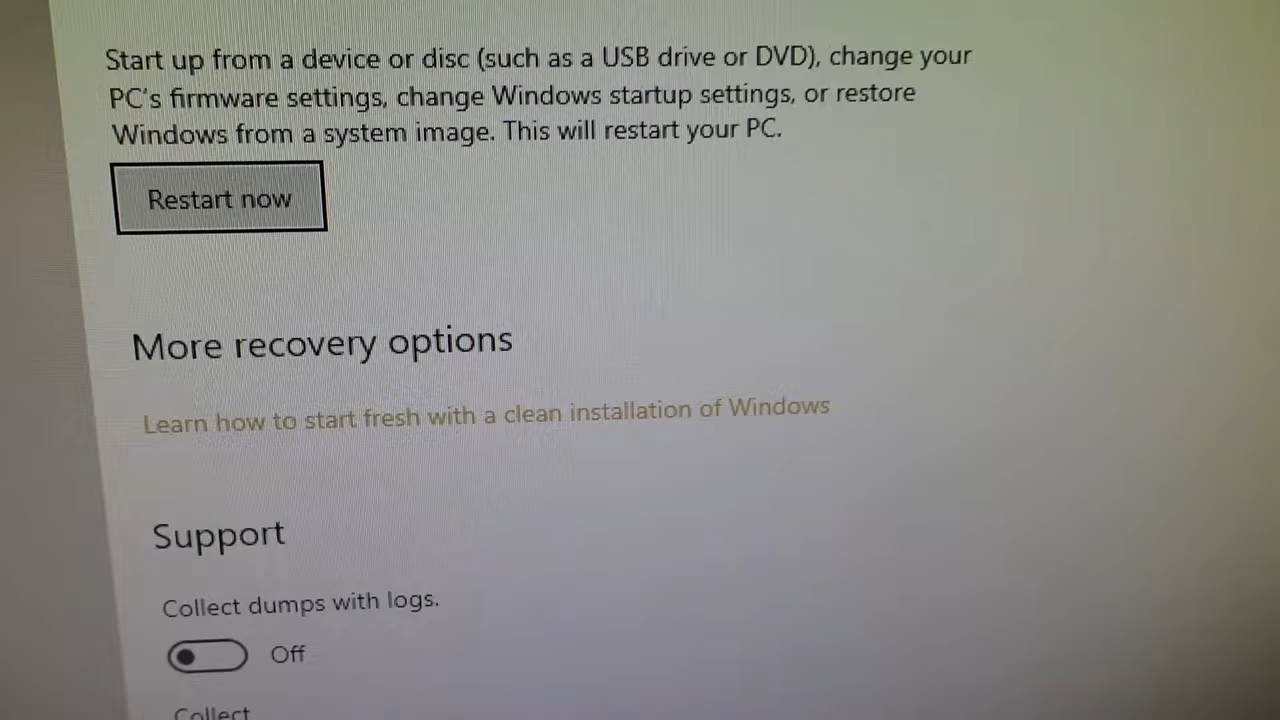 Start up from a device or disc (such as a USB drive or DVD), change your
PC's firmware settings, change Windows startup settings, or restore
Windows from a system image. This will restart your PC.
Restart now
More recovery options
Learn how to start fresh with a clean installation of Windows
Support
Collect dumps with logs.
Off
Collect